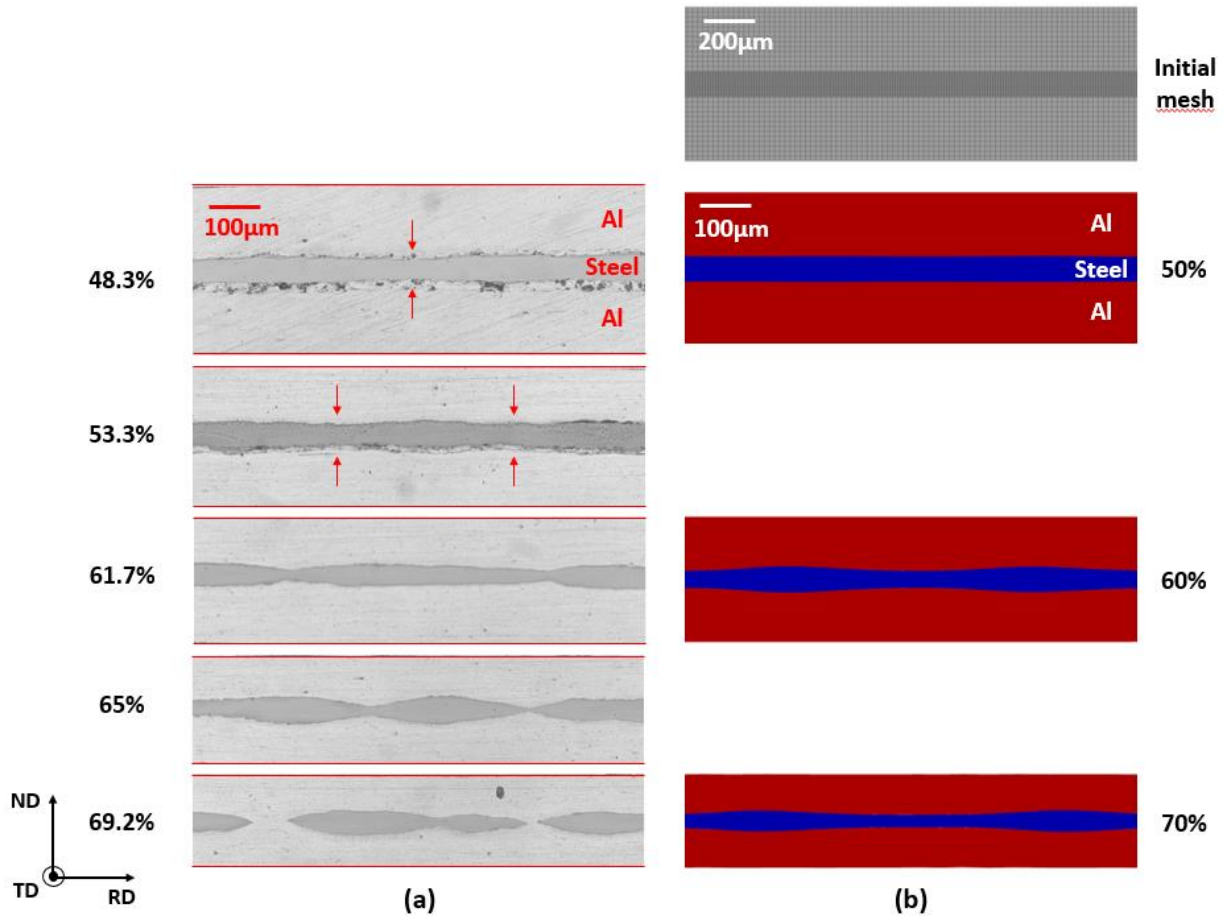 200μm
Initial
mesh
100μm
Al
Steel
Al
48.3%
100μm
Al
Steel
Al
50%
53.3%
61.7%
60%
65%
69.2%
70%
ND
TD
RD
(a)
(b)